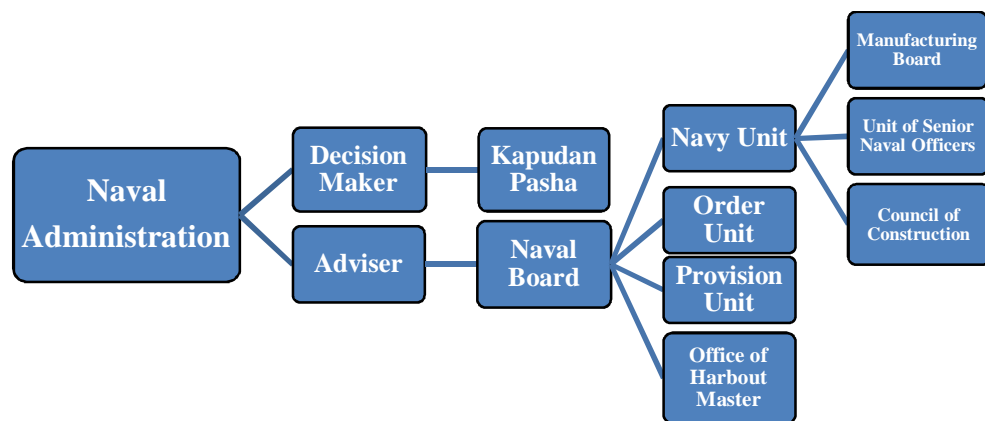 Naval
Administration
Decision
Maker
Kapudan
Pasha
Adviser
Naval
Board
Navy Unit
Order
Unit
Provision
Unit
Office of
Harbout
Master
Manufacturing
Board
Unit of Senior
Naval Officers
Council of
Construction